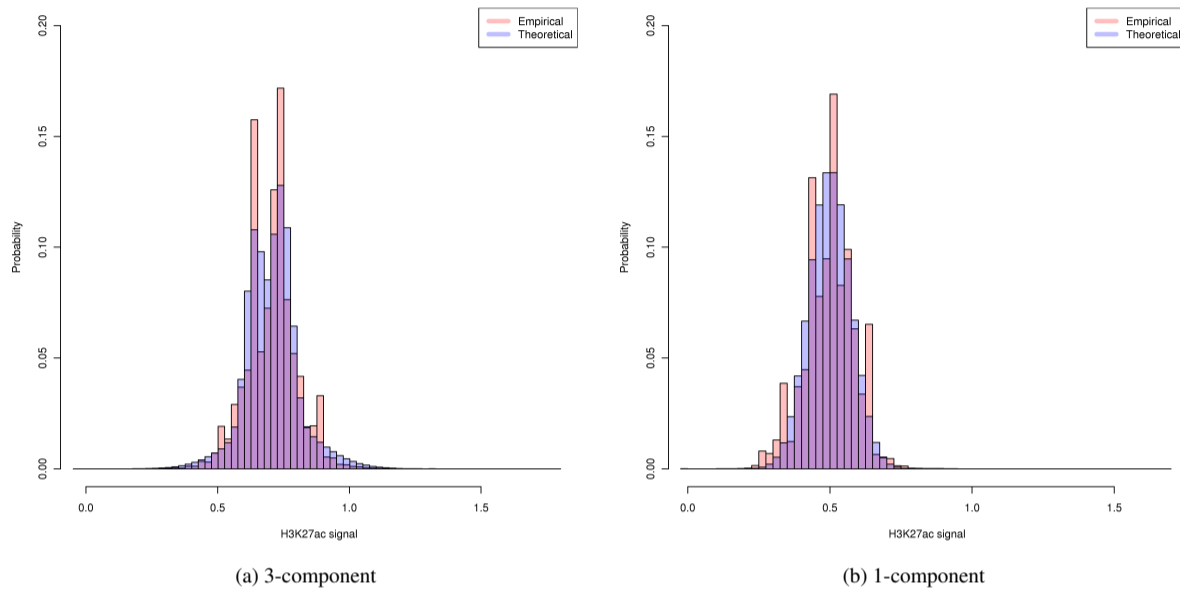 0.20
0.15
0.10
0.05
0.00
Probability
Empirical
Theoretical
0.0 0.5 1.0 1.5
H3K27ac signal
(a) 3-component
0.20
0.15
0.10
0.05
0.00
Probability
Empirical
Theoretical
0.0 0.5 1.0 1.5
H3K27ac signal
(b) 1-component